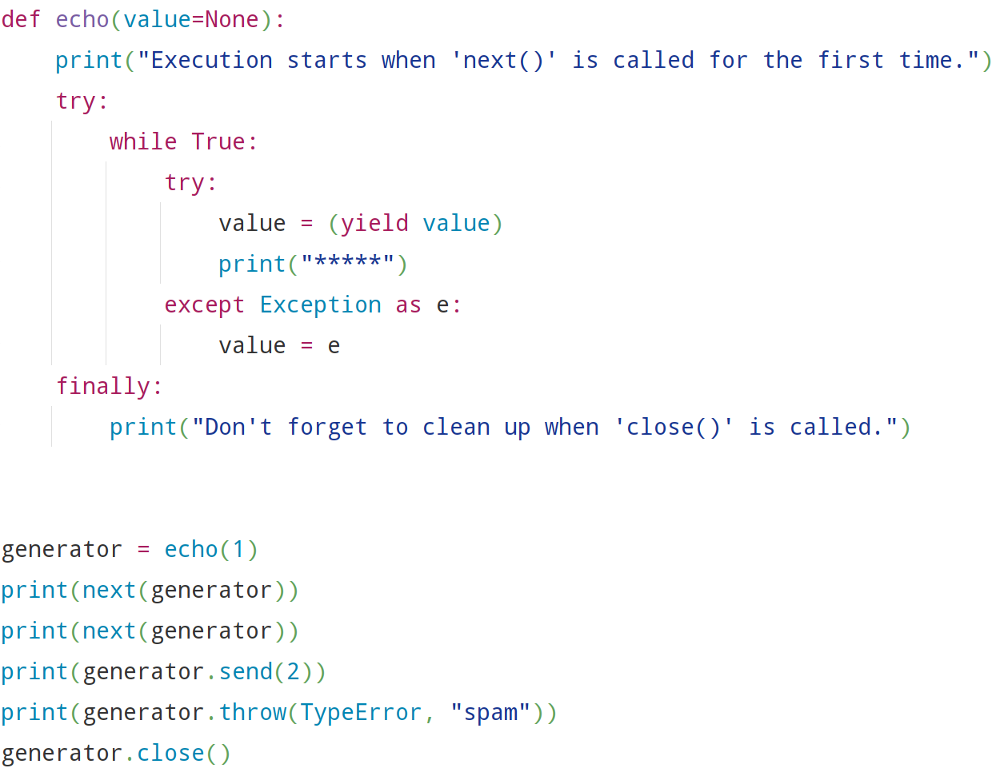 def echo(value=None):
    print("Execution starts when 'next()' is called for the first time.")
    try:
        while True:
            try:
                value = (yield value)
                print("*****")
            except Exception as e:
                value = e
    finally:
        print("Don't forget to clean up when 'close()' is called.")
generator = echo(1)
print(next(generator))
print(next(generator))
print(generator.send(2))
print(generator.throw(TypeError, "spam"))
generator.close()